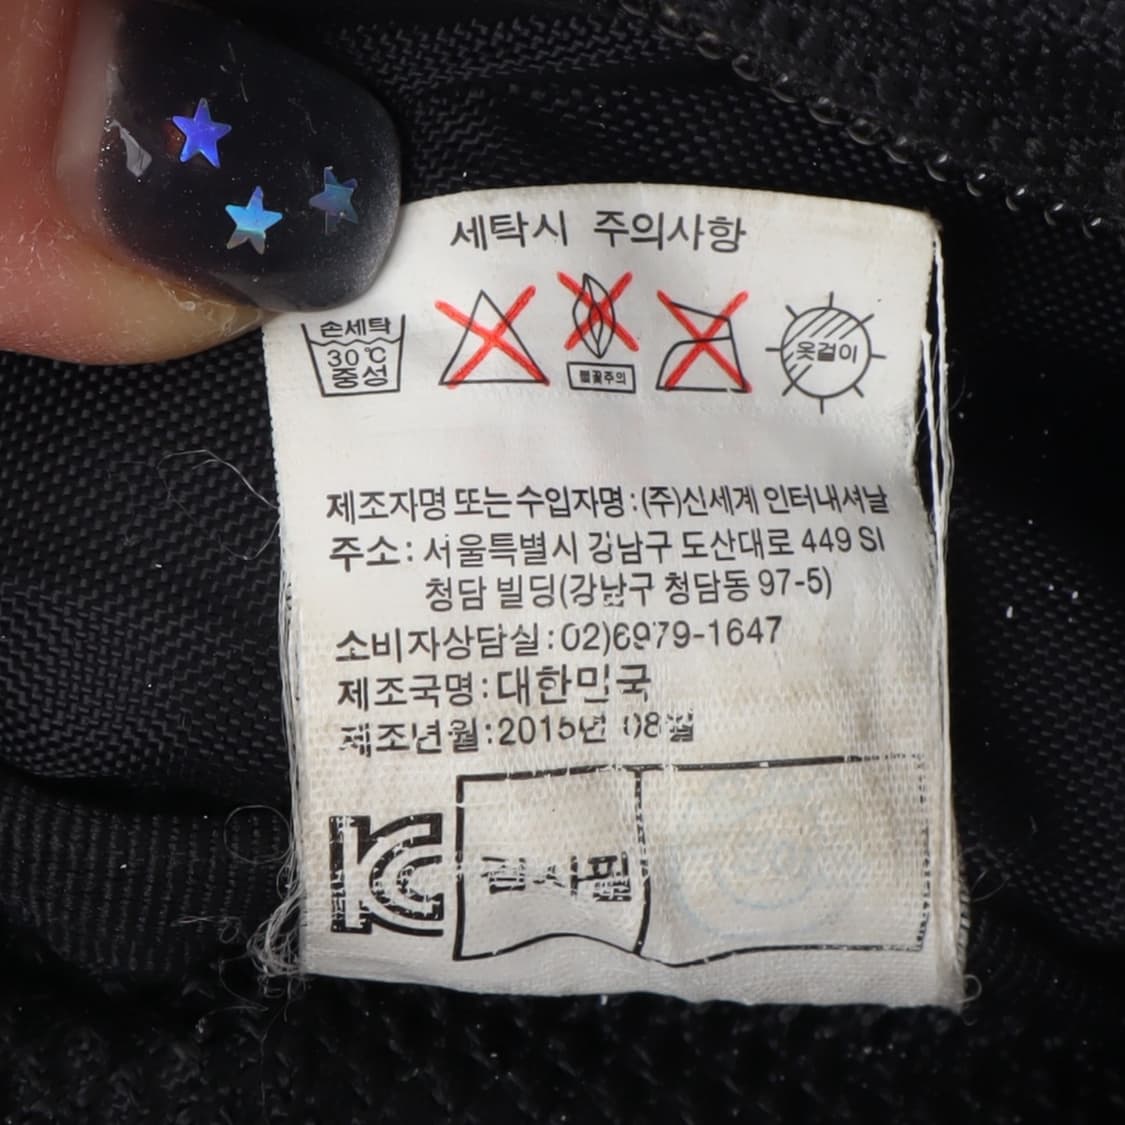 세탁시 주의사항
손세탁
30℃
중성
불꽃주의
옷걸이
제조자명 또는 수입자명 : (주)신세계 인터내셔날
주소 : 서울특별시 강남구 도산대로 449 SI
청담 빌딩(강남구 청담동 97-5)
소비자상담실 : 02)6979-1647
제조국명 : 대한민국
제조년월 : 2015년 08월
검사필